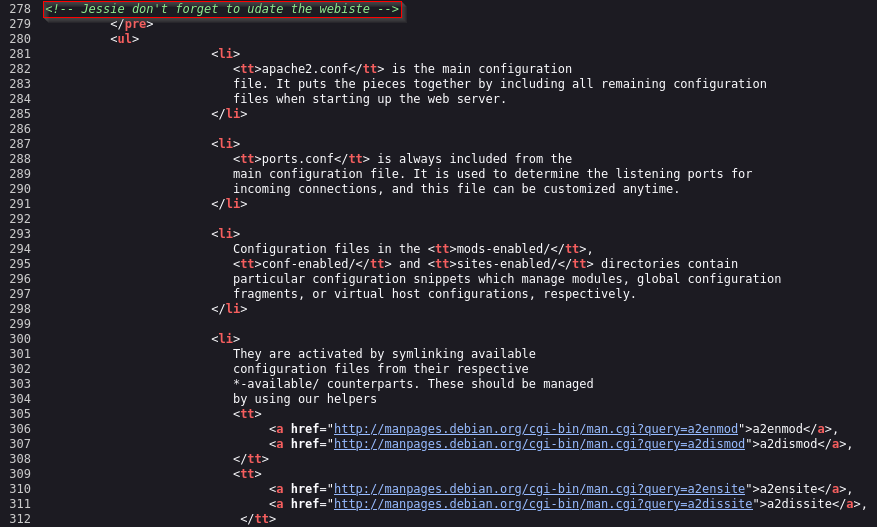 278 <!-- Jessie don't forget to udate the webiste -->
279 </pre>
280 <ul>
281 <li>
282 <tt>apache2.conf</tt> is the main configuration
283 file. It puts the pieces together by including all remaining configuration
284 files when starting up the web server.
285 </li>
286
287 <li>
288 <tt>ports.conf</tt> is always included from the
289 main configuration file. It is used to determine the listening ports for
290 incoming connections, and this file can be customized anytime.
291 </li>
292
293 <li>
294 Configuration files in the <tt>mods-enabled/</tt>,
295 <tt>conf-enabled/</tt> and <tt>sites-enabled/</tt> directories contain
296 particular configuration snippets which manage modules, global configuration
297 fragments, or virtual host configurations, respectively.
298 </li>
299
300 <li>
301 They are activated by symlinking available
302 configuration files from their respective
303 *-available/ counterparts. These should be managed
304 by using our helpers
305 <tt>
306 <a href="http://manpages.debian.org/cgi-bin/man.cgi?query=a2enmod">a2enmod</a>,
307 <a href="http://manpages.debian.org/cgi-bin/man.cgi?query=a2dismod">a2dismod</a>,
308 </tt>
309 <tt>
310 <a href="http://manpages.debian.org/cgi-bin/man.cgi?query=a2ensite">a2ensite</a>,
311 <a href="http://manpages.debian.org/cgi-bin/man.cgi?query=a2dissite">a2dissite</a>,
312 </tt>